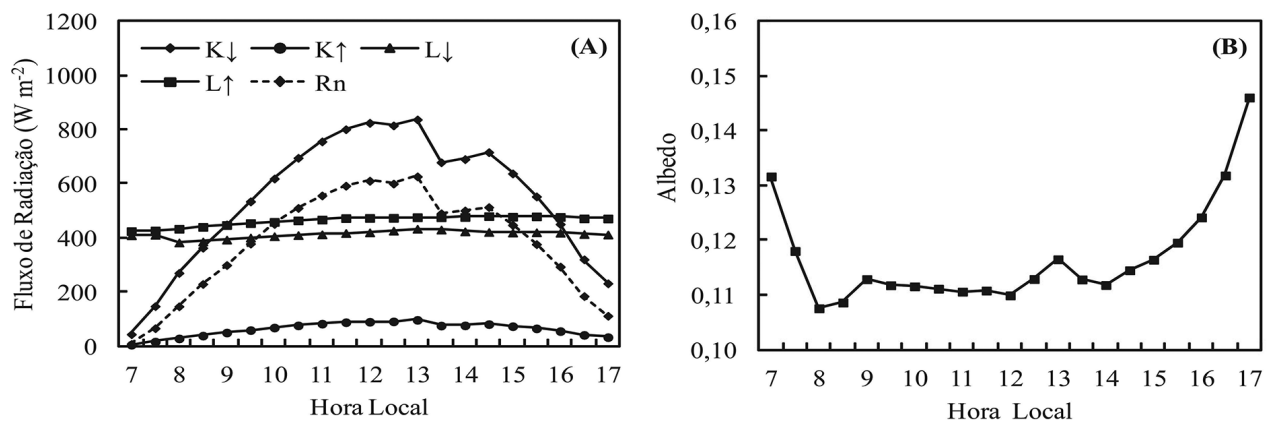 Fluxo de Radiação (W m-2)
1200
1000
800
600
400
200
0
(A)
K↓ K↑ L↓
L↑ Rn
7 8 9 10 11 12 13 14 15 16 17
Hora Local
Albedo
0,16
0,15
0,14
0,13
0,12
0,11
0,10
(B)
7 8 9 10 11 12 13 14 15 16 17
Hora Local